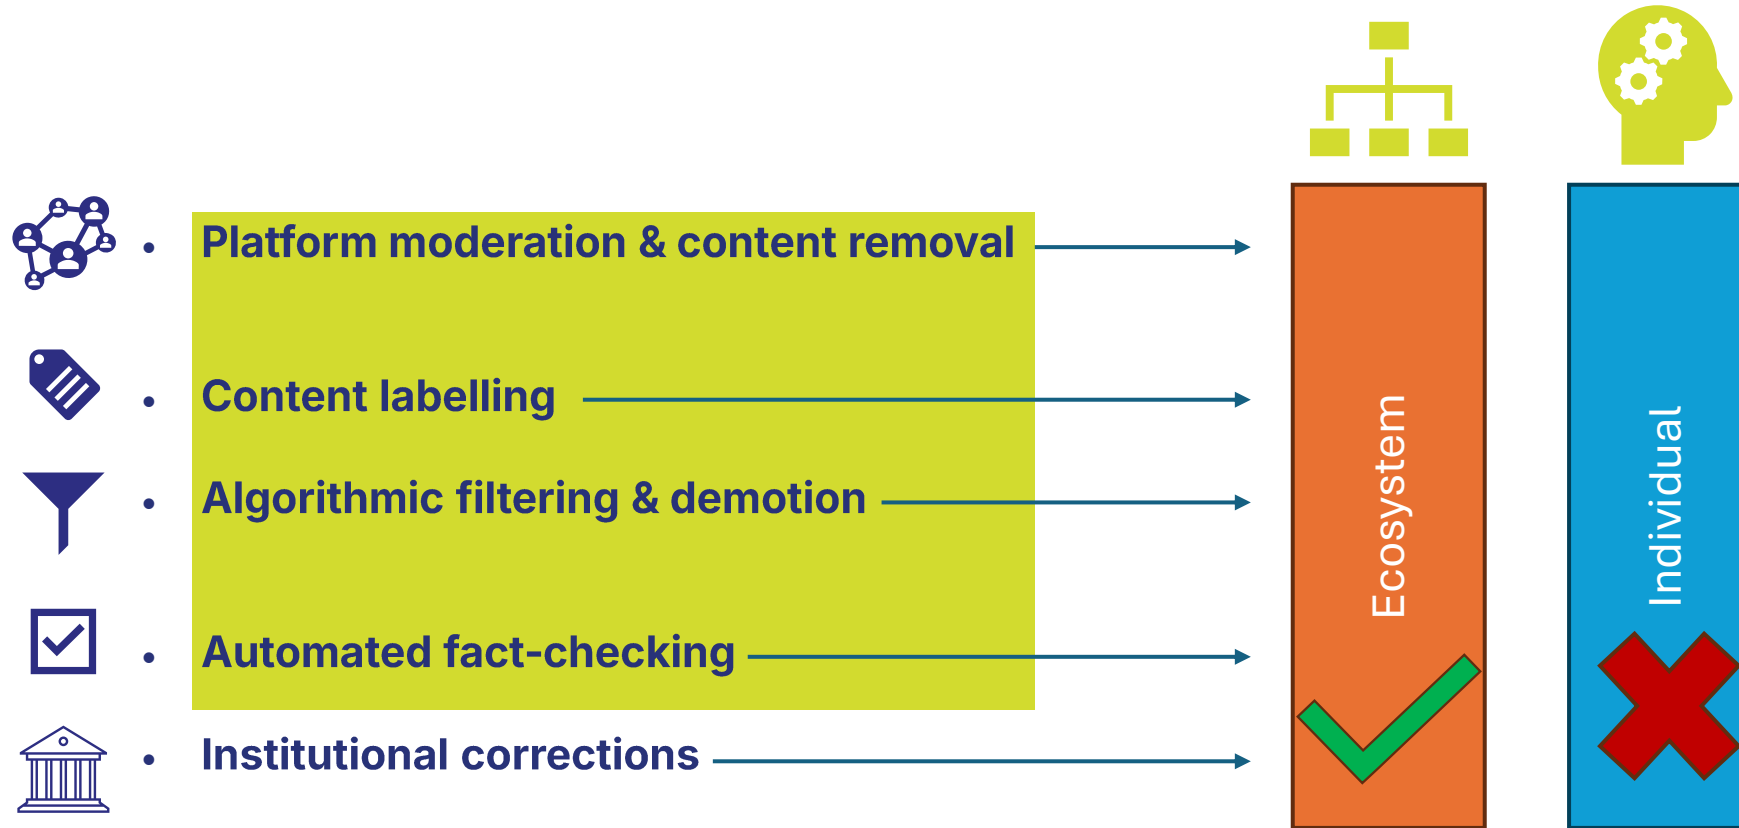 • Platform moderation & content removal
• Content labelling
• Algorithmic filtering & demotion
• Automated fact-checking
• Institutional corrections
Ecosystem
Individual